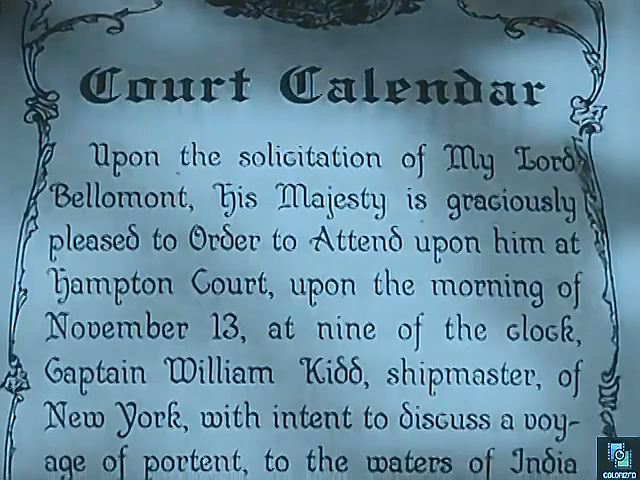 Court Calendar
Upon the solicitation of My Lord
Bellomont, His Majesty is graciously
pleased to Order to Attend upon him at
Hampton Court, upon the morning of
November 13, at nine of the clock,
Captain William Kidd, shipmaster, of
New York, with intent to discuss a voy-
age of portent, to the waters of India
COLORIZED